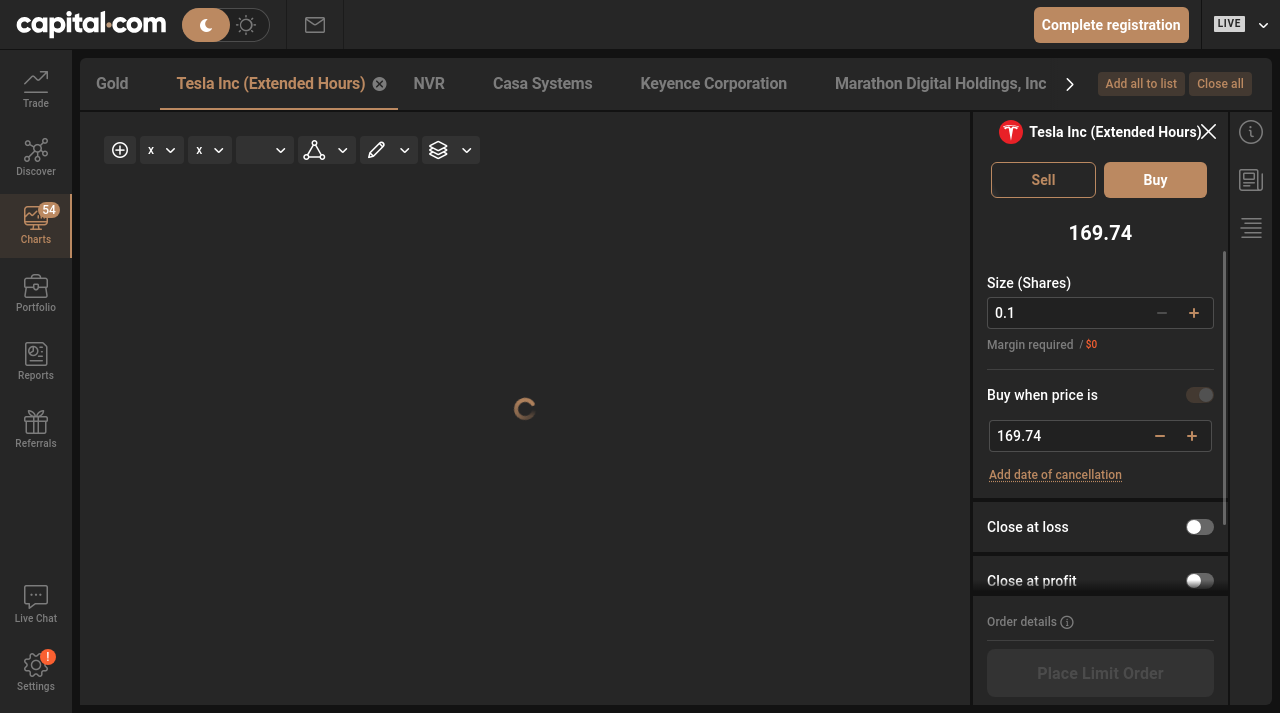 capital.com
Complete registration
LIVE
Trade
Discover
54
Charts
Portfolio
Reports
Referrals
Live Chat
!
Settings
Gold
Tesla Inc (Extended Hours)
NVR
Casa Systems
Keyence Corporation
Marathon Digital Holdings, Inc
Add all to list
Close all
x
x
Tesla Inc (Extended Hours)
Sell
Buy
169.74
Size (Shares)
0.1
Margin required / $0
Buy when price is
169.74
Add date of cancellation
Close at loss
Close at profit
Order details
Place Limit Order